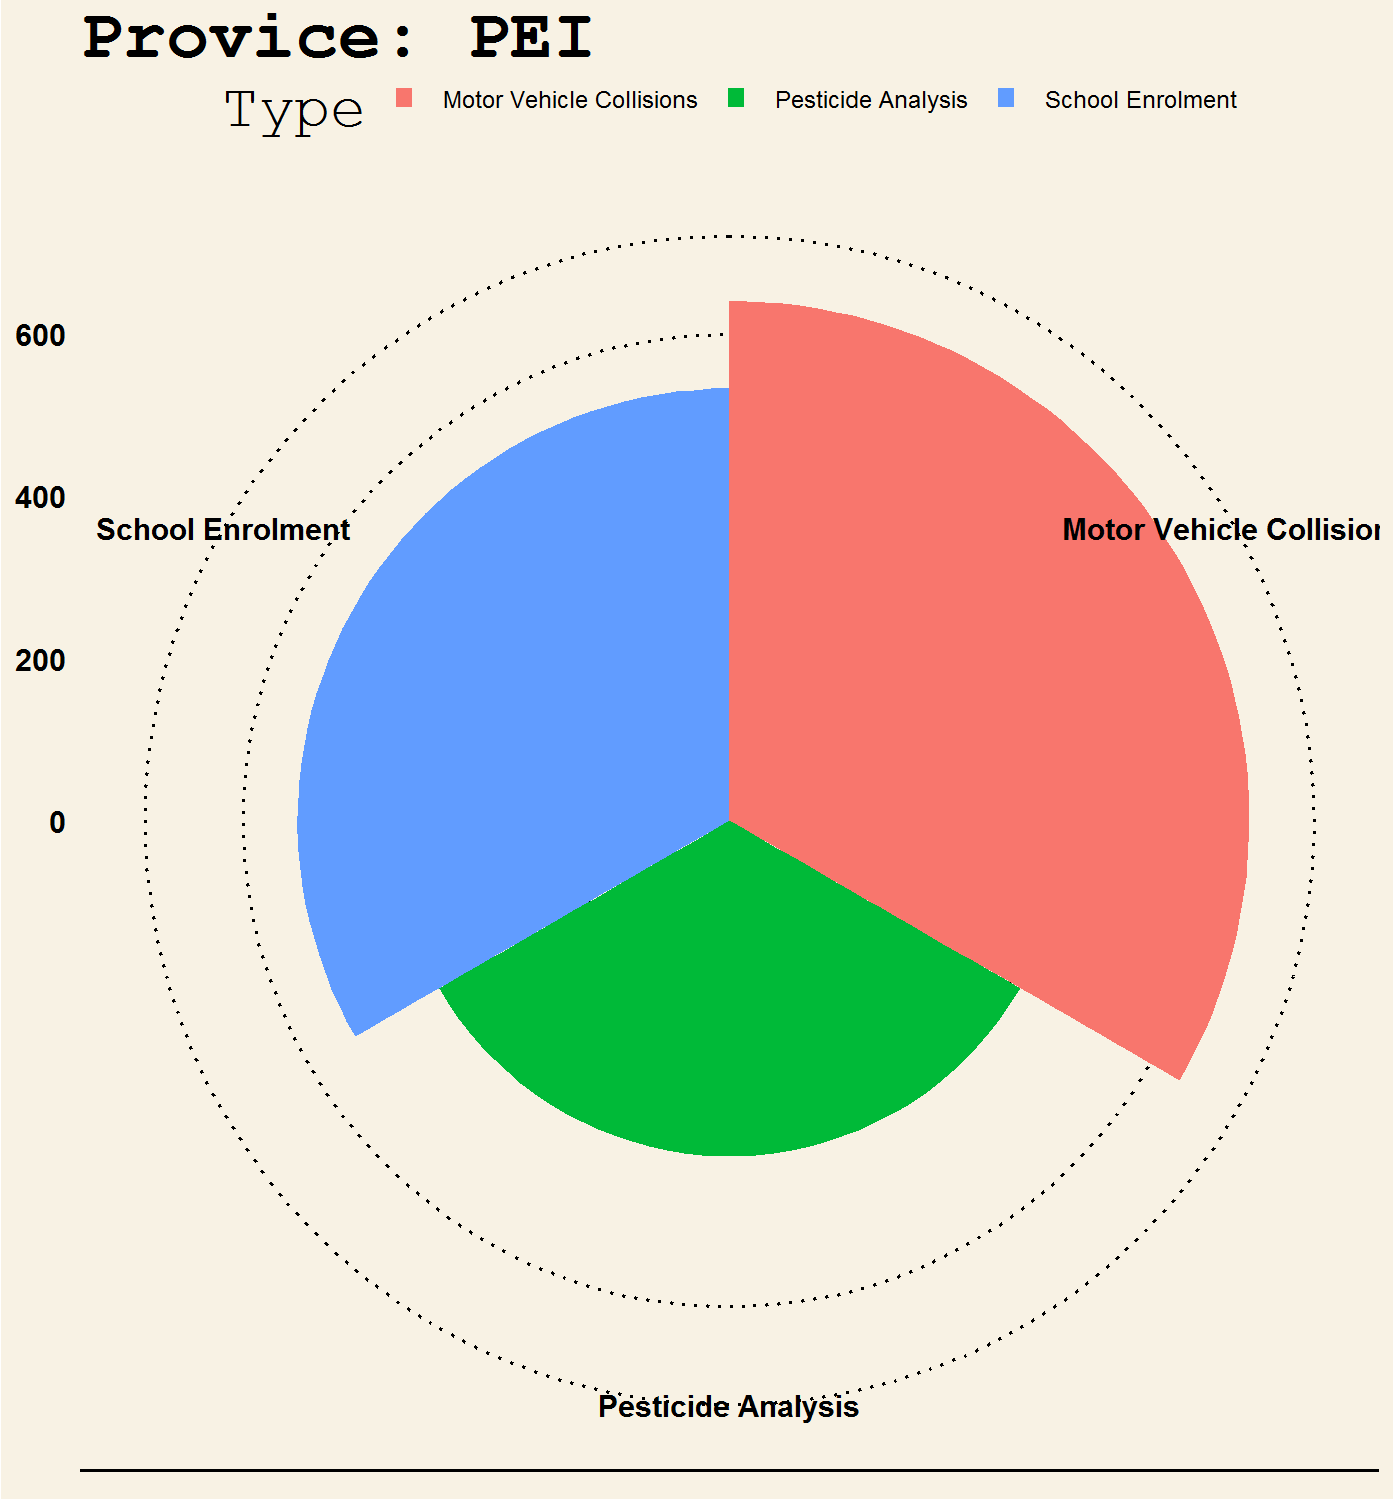 Provice: PEI
Type Motor Vehicle Collisions Pesticide Analysis School Enrolment
600
400
School Enrolment Motor Vehicle Collision
200
0
Pesticide Analysis